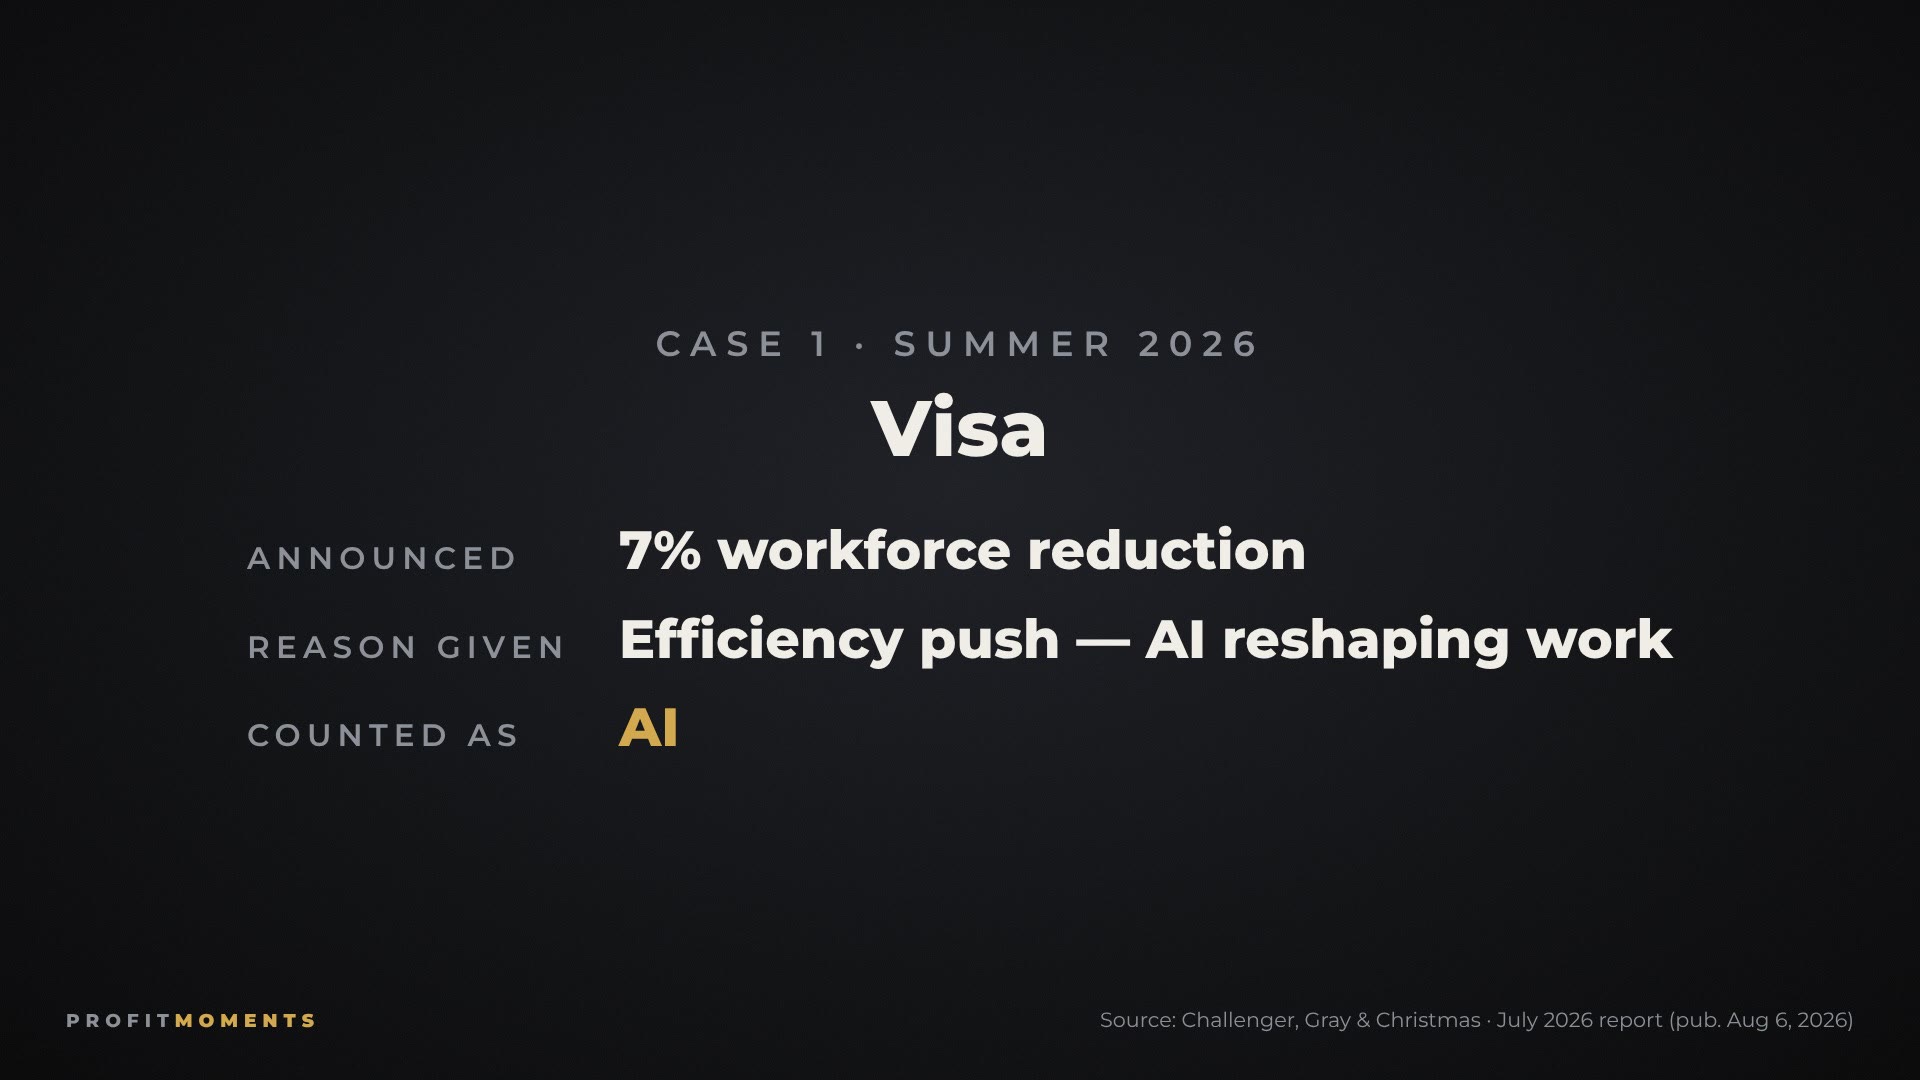 CASE 1 · SUMMER 2026
Visa
ANNOUNCED 7% workforce reduction
REASON GIVEN Efficiency push — AI reshaping work
COUNTED AS AI
PROFITMOMENTS
Source: Challenger, Gray & Christmas · July 2026 report (pub. Aug 6, 2026)